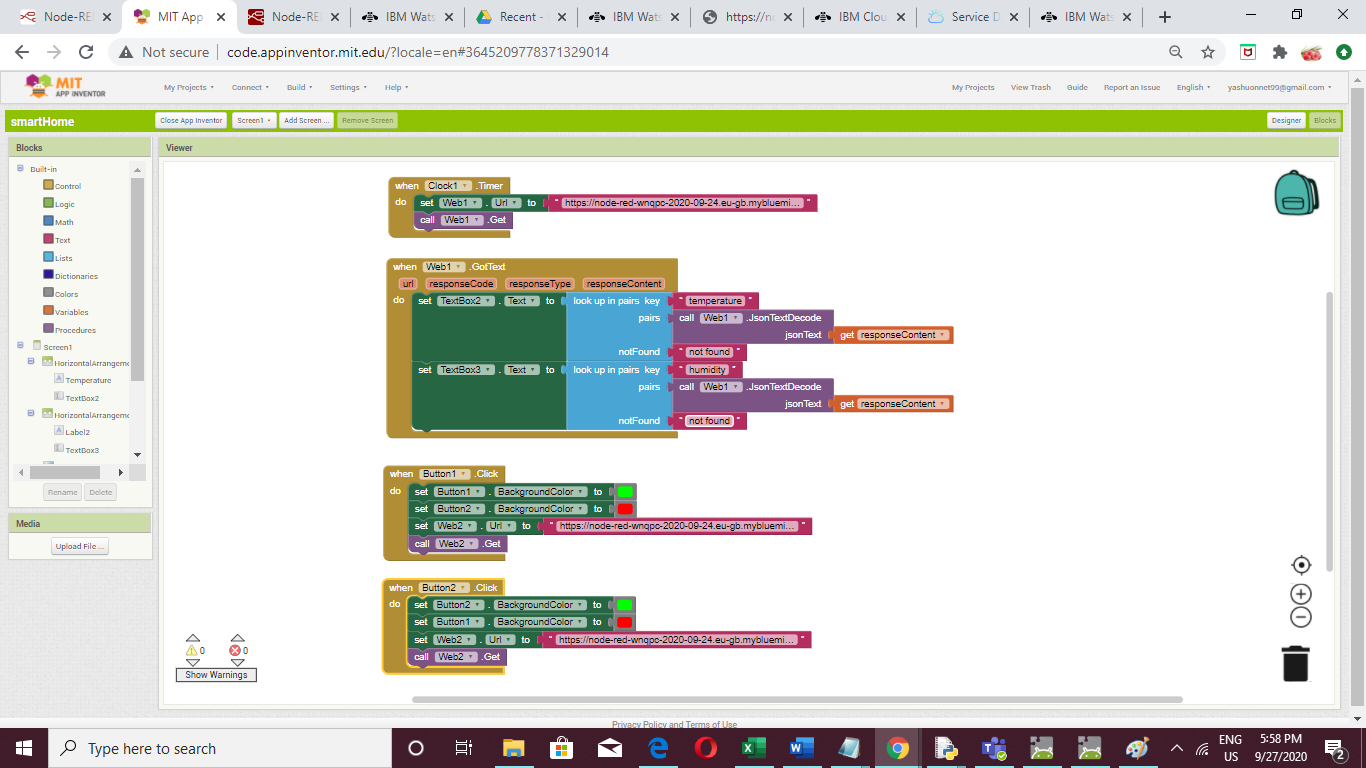 Node-RE
MIT App
Node-RE
IBM Wats
Recent -
IBM Wats
https://no
IBM Clou
Service D
IBM Wats
Not secure | code.appinventor.mit.edu/?locale=en#3645209778371329014
MIT
APP INVENTOR
My Projects Connect Build Settings Help
My Projects View Trash Guide Report an Issue English yashuonnet99@gmail.com
smartHome
Close App Inventor Screen1 Add Screen ... Remove Screen
Designer Blocks
Blocks
Viewer
Built-in
Control
Logic
Math
Text
Lists
Dictionaries
Colors
Variables
Procedures
Screen1
HorizontalArrangeme
Temperature
TextBox2
HorizontalArrangeme
Label2
TextBox3
Rename Delete
Media
Upload File ...
when Clock1 .Timer
do set Web1 . Url to " https://node-red-wnqpc-2020-09-24.eu-gb.mybluemi... "
call Web1 .Get
when Web1 .GotText
url responseCode responseType responseContent
do set TextBox2 . Text to look up in pairs key " temperature "
pairs call Web1 .JsonTextDecode
jsonText get responseContent
notFound " not found "
set TextBox3 . Text to look up in pairs key " humidity "
pairs call Web1 .JsonTextDecode
jsonText get responseContent
notFound " not found "
when Button1 .Click
do set Button1 . BackgroundColor to
set Button2 . BackgroundColor to
set Web2 . Url to " https://node-red-wnqpc-2020-09-24.eu-gb.mybluemi... "
call Web2 .Get
when Button2 .Click
do set Button2 . BackgroundColor to
set Button1 . BackgroundColor to
set Web2 . Url to " https://node-red-wnqpc-2020-09-24.eu-gb.mybluemi... "
call Web2 .Get
0 0
Show Warnings
Privacy Policy and Terms of Use
Type here to search
ENG
US
5:58 PM
9/27/2020
2